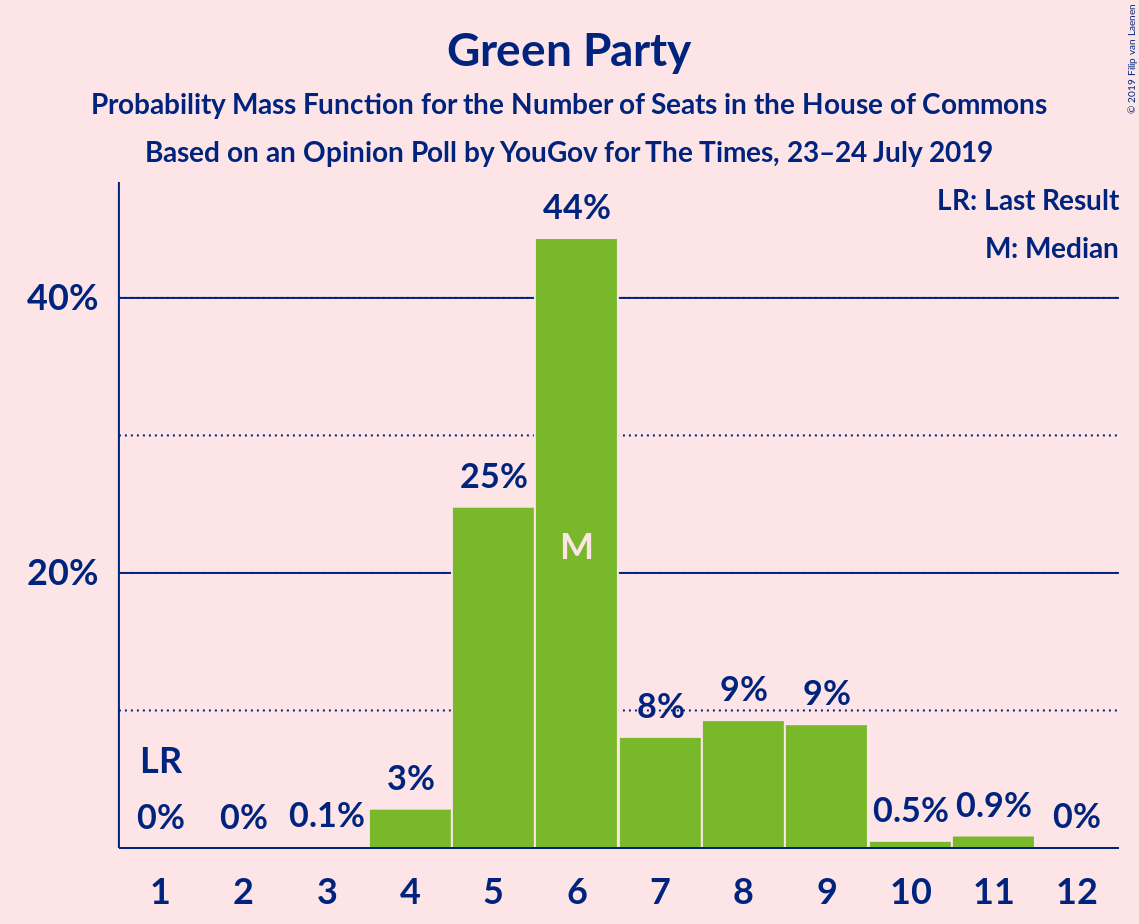 Green Party
Probability Mass Function for the Number of Seats in the House of Commons
Based on an Opinion Poll by YouGov for The Times, 23–24 July 2019
© 2019 Filip van Laenen
LR: Last Result
M: Median
44%
40%
25%
M
20%
9%
9%
8%
LR
3%
0%
0%
0.1%
0.5%
0.9%
0%
1 2 3 4 5 6 7 8 9 10 11 12